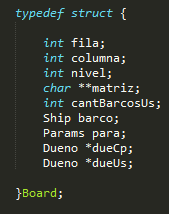 typedef struct {
int fila;
int columna;
int nivel;
char **matriz;
int cantBarcosUs;
Ship barco;
Params para;
Dueno *dueCp;
Dueno *dueUs;
}Board;